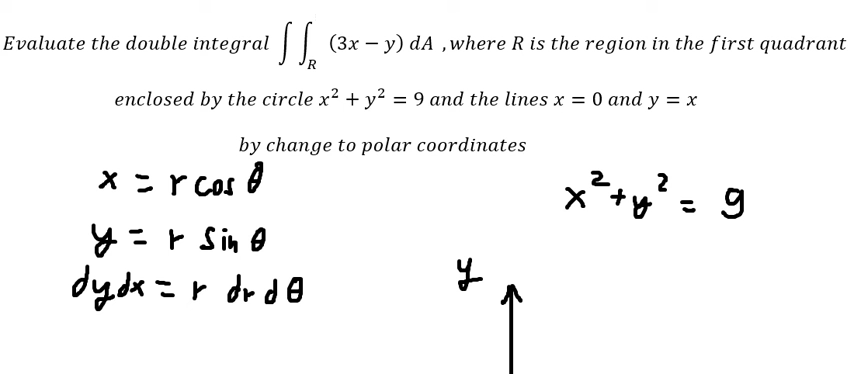 Evaluate the double integral ∬_R (3x − y) dA , where R is the region in the first quadrant
enclosed by the circle x² + y² = 9 and the lines x = 0 and y = x
by change to polar coordinates
x = r cos θ
x² + y² = 9
y = r sin θ
dydx = r dr dθ
y